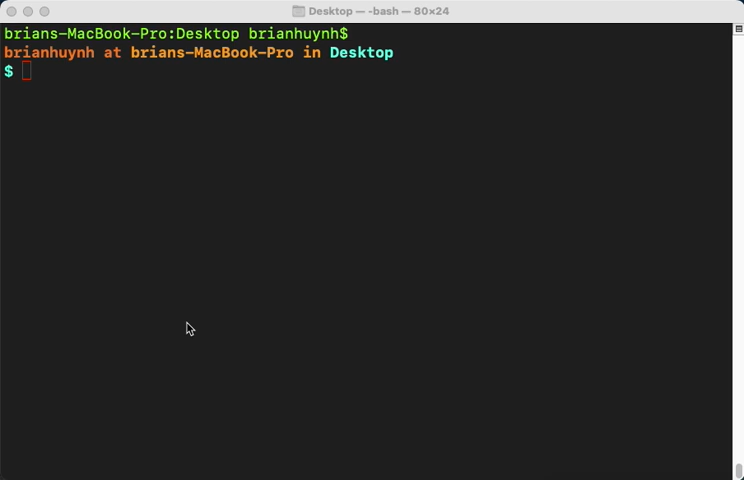 Desktop — -bash — 80×24
brians-MacBook-Pro:Desktop brianhuynh$
brianhuynh at brians-MacBook-Pro in Desktop
$